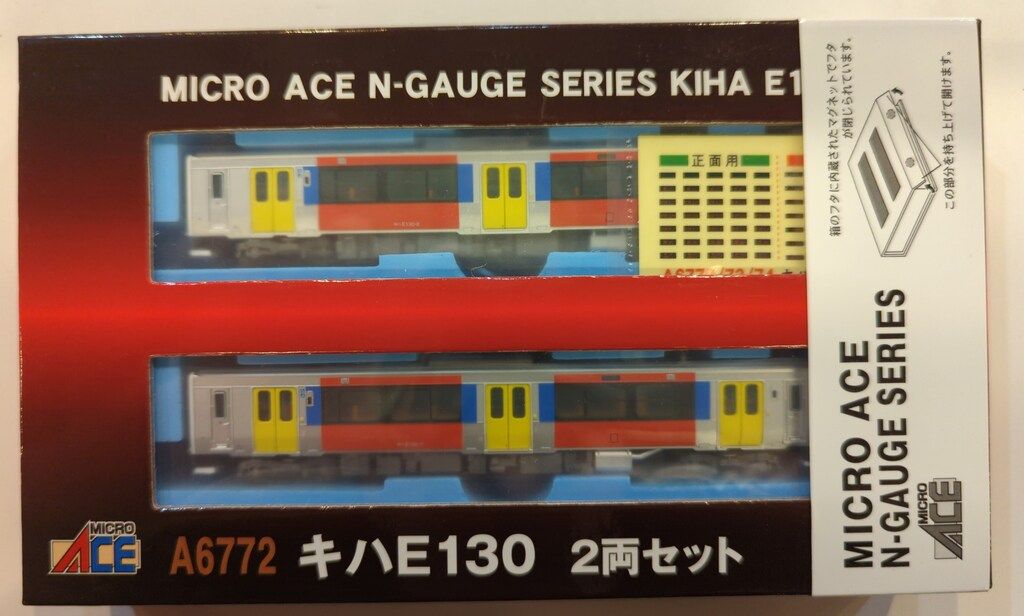 MICRO ACE N-GAUGE SERIES KIHA E1
正面用
MICRO
ACE
A6772 キハE130 2両セット
箱のフタに内蔵されたマグネットでフタ
が閉じられています。
この部分を持ち上げて開けます。
MICRO ACE
N-GAUGE SERIES
MICRO
ACE